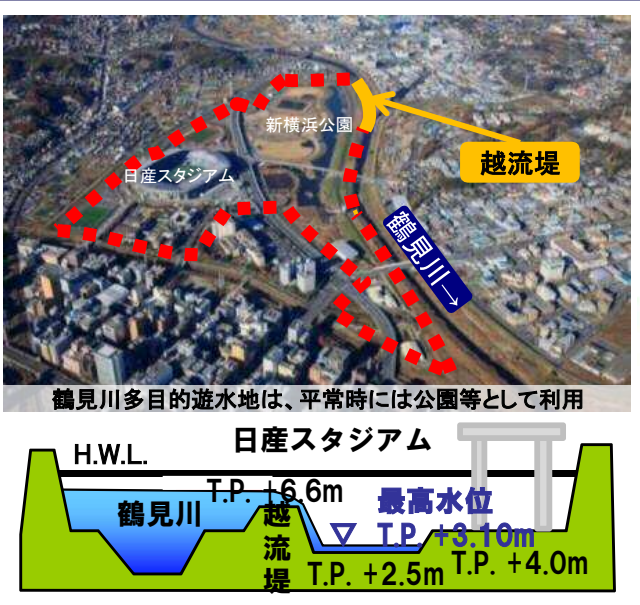 新横浜公園
日産スタジアム
越流堤
鶴見川→
鶴見川多目的遊水地は、平常時には公園等として利用
日産スタジアム
H.W.L.
T.P. +6.6m
最高水位
鶴見川
越流堤
▽ T.P. +3.10m
T.P. +2.5m
T.P. +4.0m